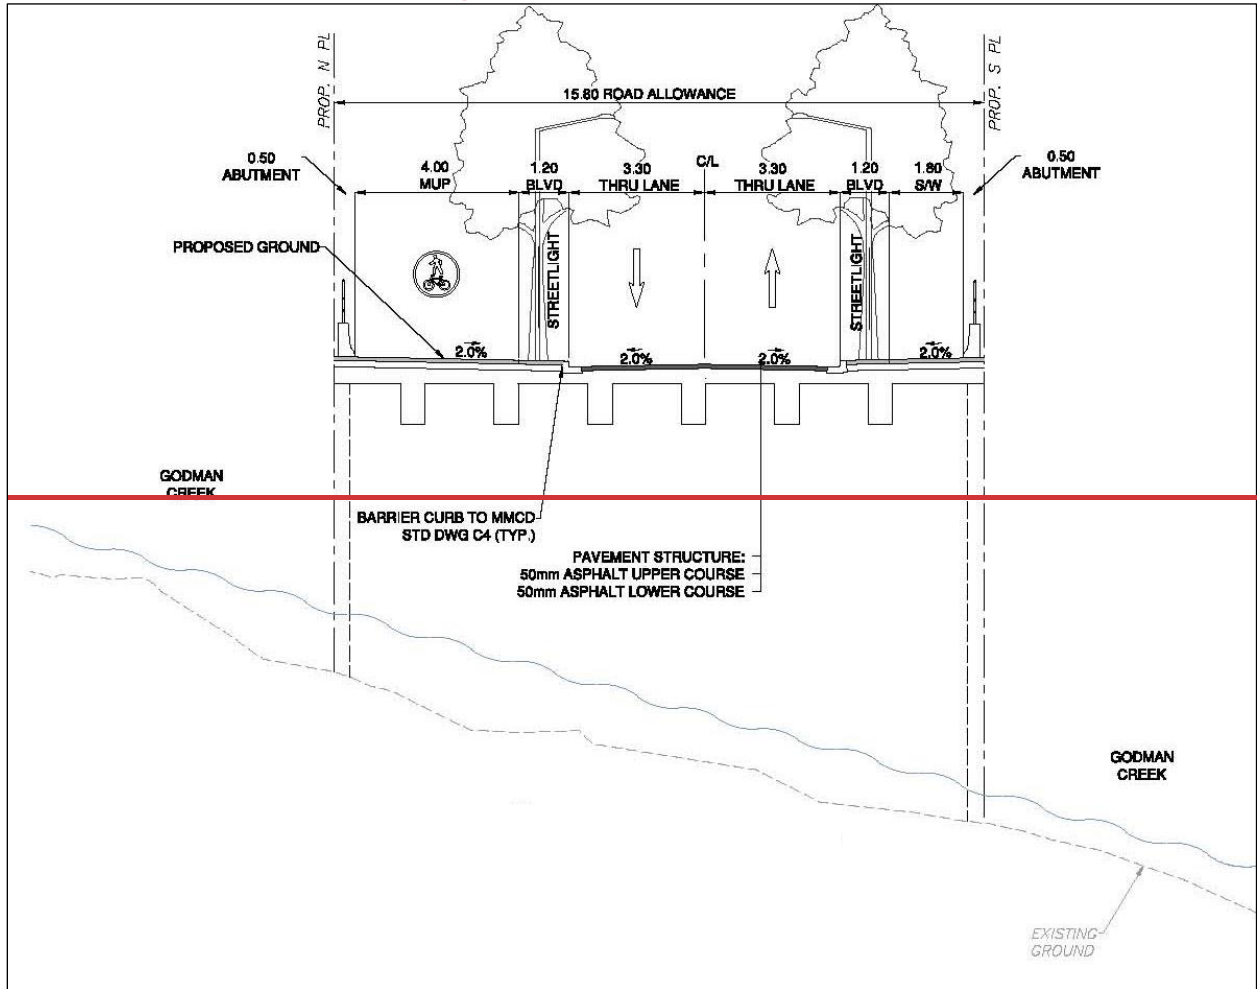 PROP. N PL
PROP. S PL
15.80 ROAD ALLOWANCE
0.50
ABUTMENT
4.00
MUP
1.20
BLVD
3.30
THRU LANE
C/L
3.30
THRU LANE
1.20
BLVD
1.80
S/W
0.50
ABUTMENT
PROPOSED GROUND
STREETLIGHT
STREETLIGHT
2.0%
2.0%
2.0%
2.0%
GODMAN
CREEK
BARRIER CURB TO MMCD
STD DWG C4 (TYP.)
PAVEMENT STRUCTURE:
50mm ASPHALT UPPER COURSE
50mm ASPHALT LOWER COURSE
GODMAN
CREEK
EXISTING
GROUND